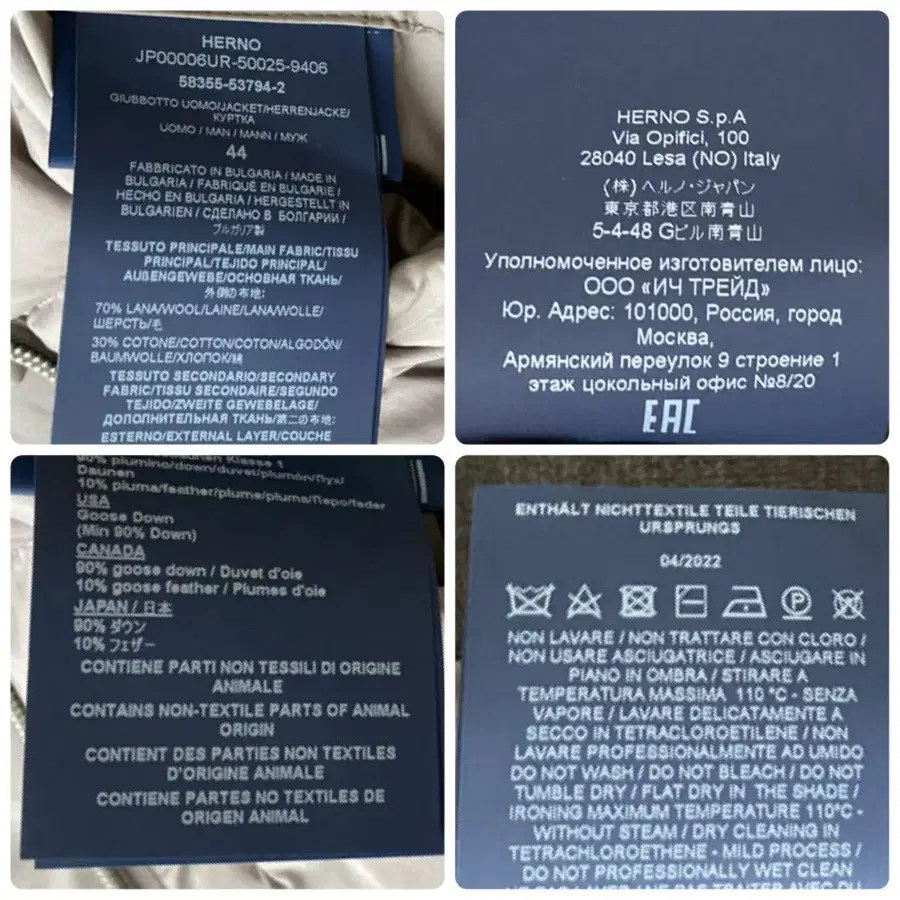 HERNO
JP00006UR-50025-9406
58355-53794-2
GIUBBOTTO UOMO/JACKET/HERRENJACKE/
КУРТКА
UOMO / MAN / MANN / МУЖ
44
FABBRICATO IN BULGARIA / MADE IN
BULGARIA / FABRIQUÉ EN BULGARIE /
HECHO EN BULGARIA / HERGESTELLT IN
BULGARIEN / СДЕЛАНО В БОЛГАРИИ /
ブルガリア製
TESSUTO PRINCIPALE/MAIN FABRIC/TISSU
PRINCIPAL/TEJIDO PRINCIPAL/
AUßENGEWEBE/ОСНОВНАЯ ТКАНЬ/
外側の布地:
70% LANA/WOOL/LAINE/LANA/WOLLE/
ШЕРСТЬ/毛
30% COTONE/COTTON/COTON/ALGODÓN/
BAUMWOLLE/ХЛОПОК/綿
TESSUTO SECONDARIO/SECONDARY
FABRIC/TISSU SECONDAIRE/SEGUNDO
TEJIDO/ZWEITE GEWEBELAGE/
ДОПОЛНИТЕЛЬНАЯ ТКАНЬ/第二の布地:
ESTERNO/EXTERNAL LAYER/COUCHE
HERNO S.p.A
Via Opifici, 100
28040 Lesa (NO) Italy
(株)ヘルノ・ジャパン
東京都港区南青山
5-4-48 Gビル南青山
Уполномоченное изготовителем лицо:
ООО «ИЧ ТРЕЙД»
Юр. Адрес: 101000, Россия, город
Москва,
Армянский переулок 9 строение 1
этаж цокольный офис №8/20
EAC
Klasse 1
90% piumino/down/duvet/plumón/
Daunen
10% piuma/feather/plume/pluma/
USA
Goose Down
(Min 90% Down)
CANADA
90% goose down / Duvet d'oie
10% goose feather / Plumes d'oie
JAPAN / 日本
90% ダウン
10% フェザー
CONTIENE PARTI NON TESSILI DI ORIGINE
ANIMALE
CONTAINS NON-TEXTILE PARTS OF ANIMAL
ORIGIN
CONTIENT DES PARTIES NON TEXTILES
D'ORIGINE ANIMALE
CONTIENE PARTES NO TEXTILES DE
ORIGEN ANIMAL
ENTHÄLT NICHTTEXTILE TEILE TIERISCHEN
URSPRUNGS
04/2022
P
NON LAVARE / NON TRATTARE CON CLORO /
NON USARE ASCIUGATRICE / ASCIUGARE IN
PIANO IN OMBRA / STIRARE A
TEMPERATURA MASSIMA 110 °C - SENZA
VAPORE / LAVARE DELICATAMENTE A
SECCO IN TETRACLOROETILENE / NON
LAVARE PROFESSIONALMENTE AD UMIDO
DO NOT WASH / DO NOT BLEACH / DO NOT
TUMBLE DRY / FLAT DRY IN THE SHADE /
IRONING MAXIMUM TEMPERATURE 110°C -
WITHOUT STEAM / DRY CLEANING IN
TETRACHLOROETHENE - MILD PROCESS /
DO NOT PROFESSIONALLY WET CLEAN